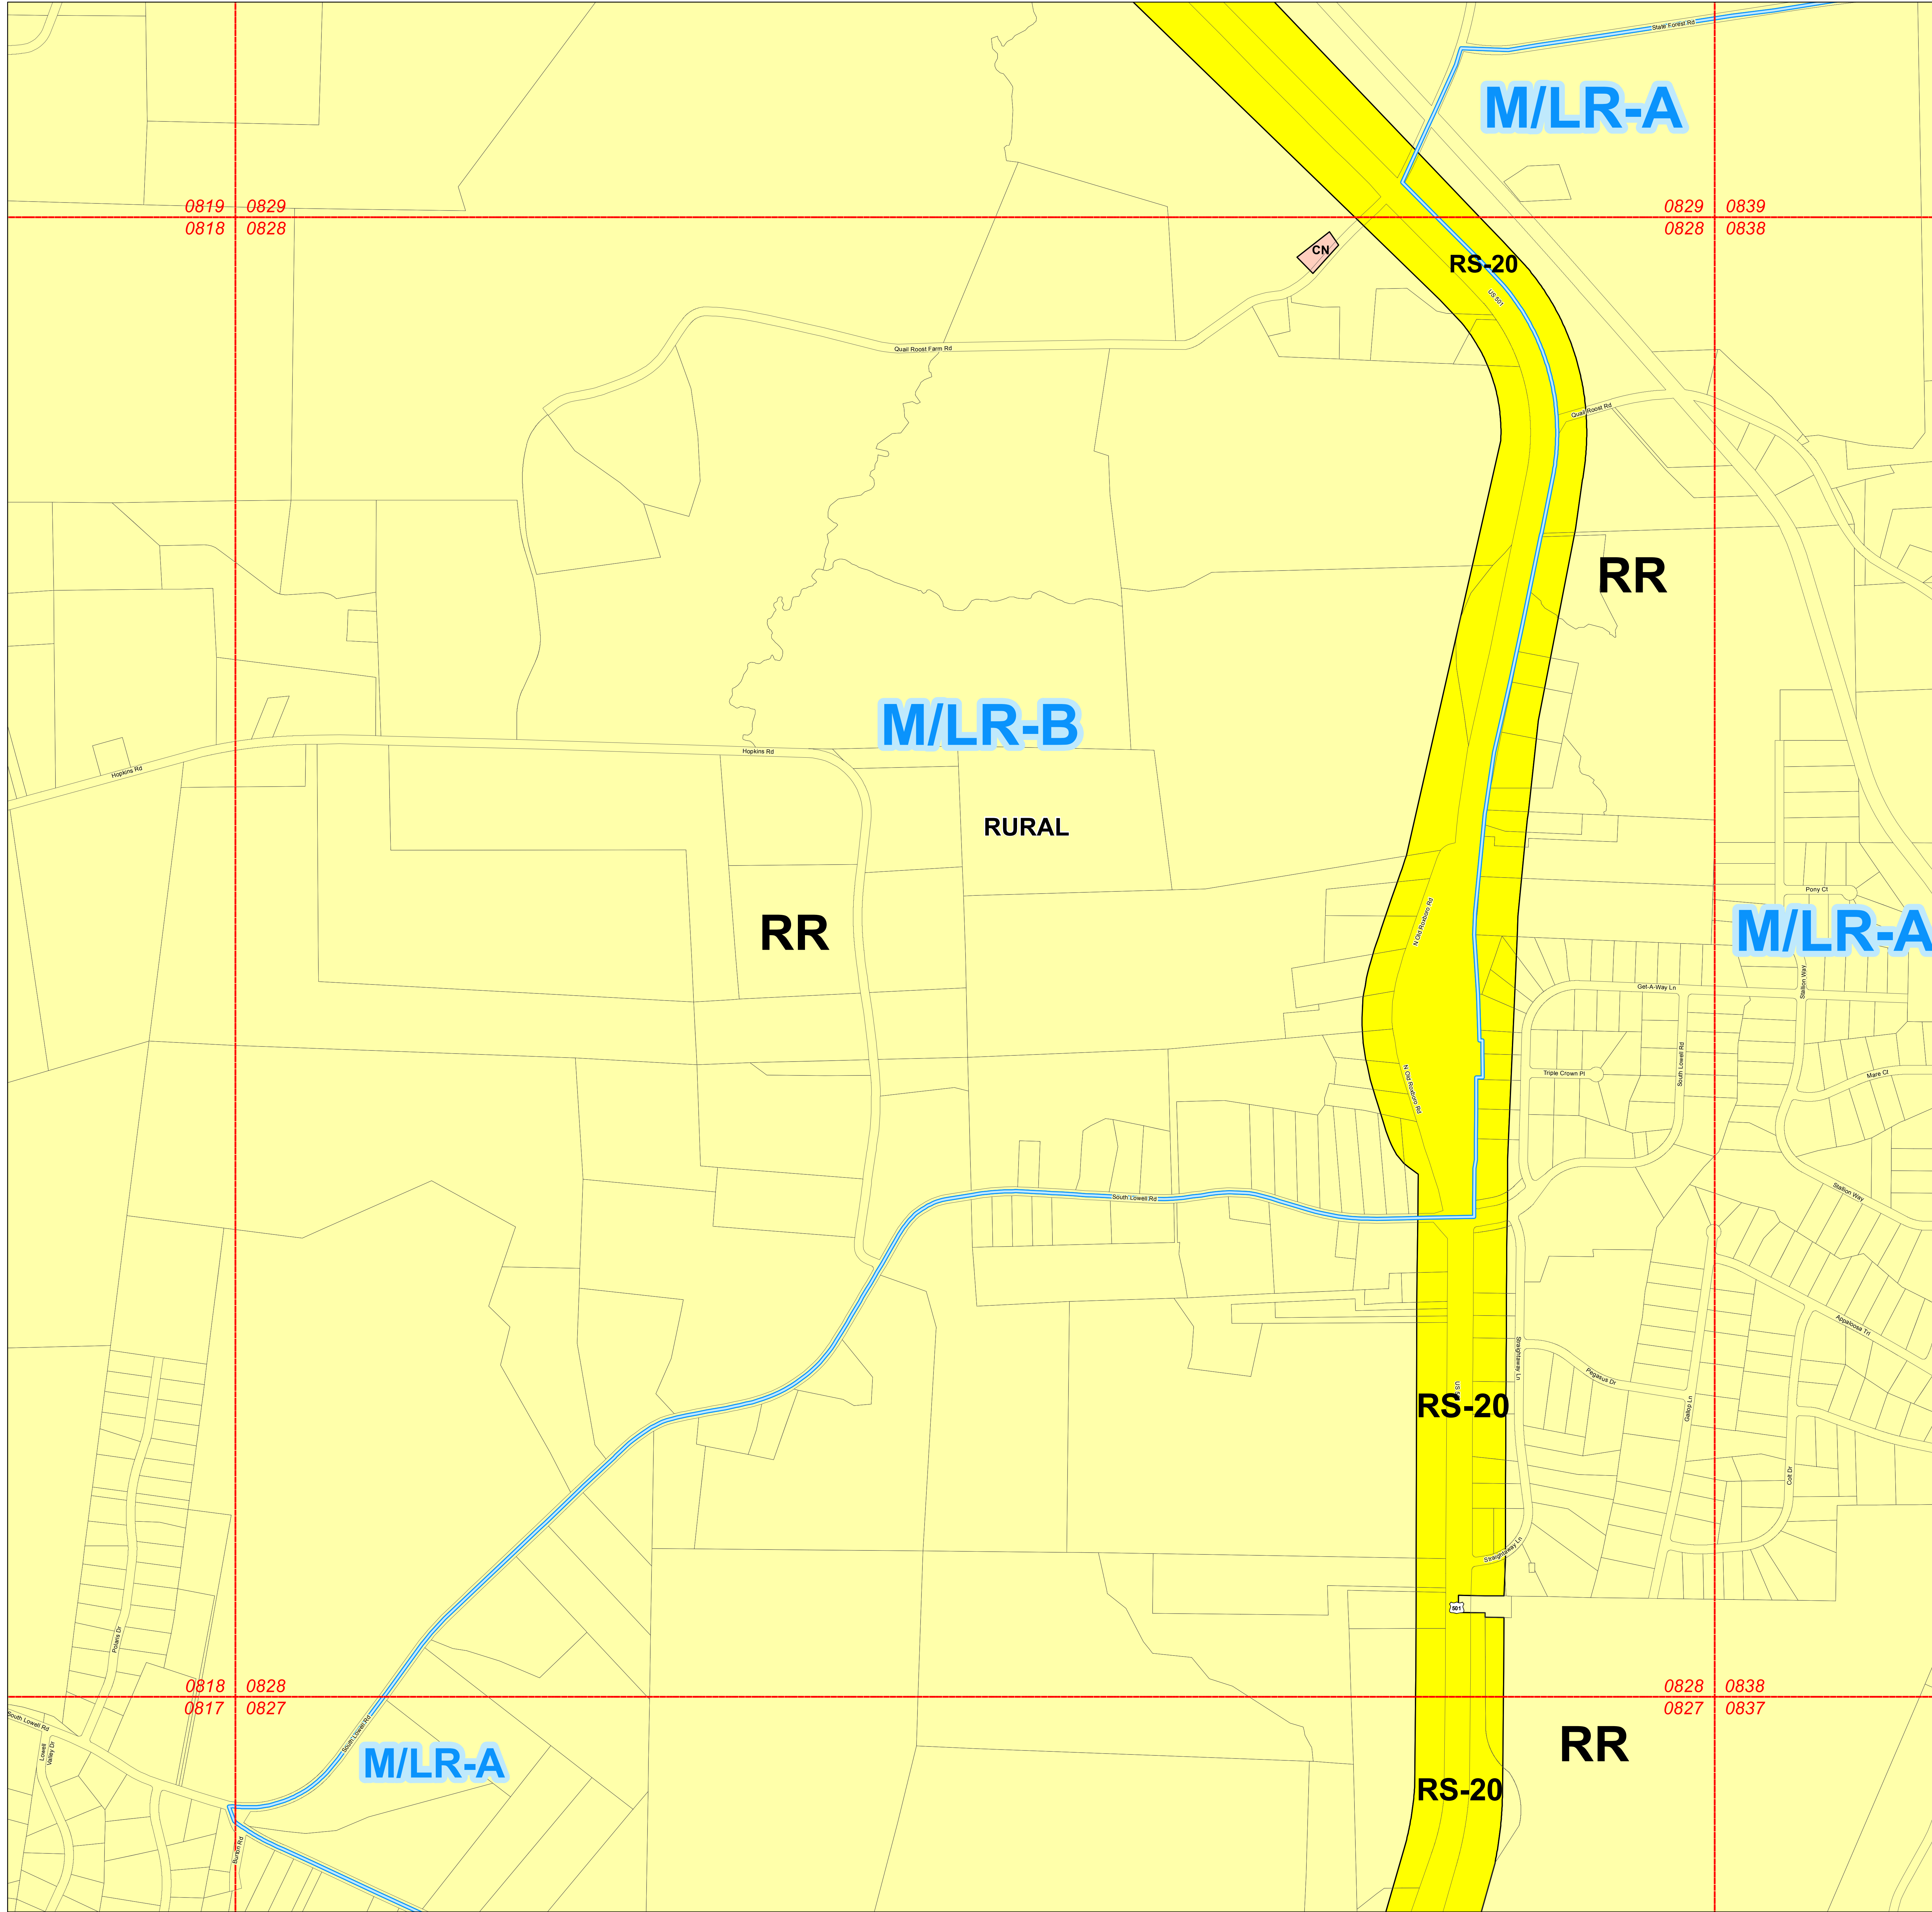 State Forest Rd
M/LR-A
0819 0829
0818 0828
0829 0839
0828 0838
CN
RS-20
US 501
Quail Roost Farm Rd
Quail Roost Rd
RR
M/LR-B
Hopkins Rd
Hopkins Rd
RURAL
Pony Ct
N Old Roxboro Rd
RR
M/LR-A
Stallion Way
Get-A-Way Ln
South Lowell Rd
Triple Crown Pl
Mare Ct
N Old Roxboro Rd
South Lowell Rd
Stallion Way
Appaloosa Trl
Straightaway Ln
Pegasus Dr
Gallop Ln
RS-20
Colt Dr
Straightaway Ln
501
Polaris Dr
0818 0828
0817 0827
0828 0838
0827 0837
South Lowell Rd
Lowell
Valley Dr
South Lowell Rd
M/LR-A
RR
RS-20
Burton Rd